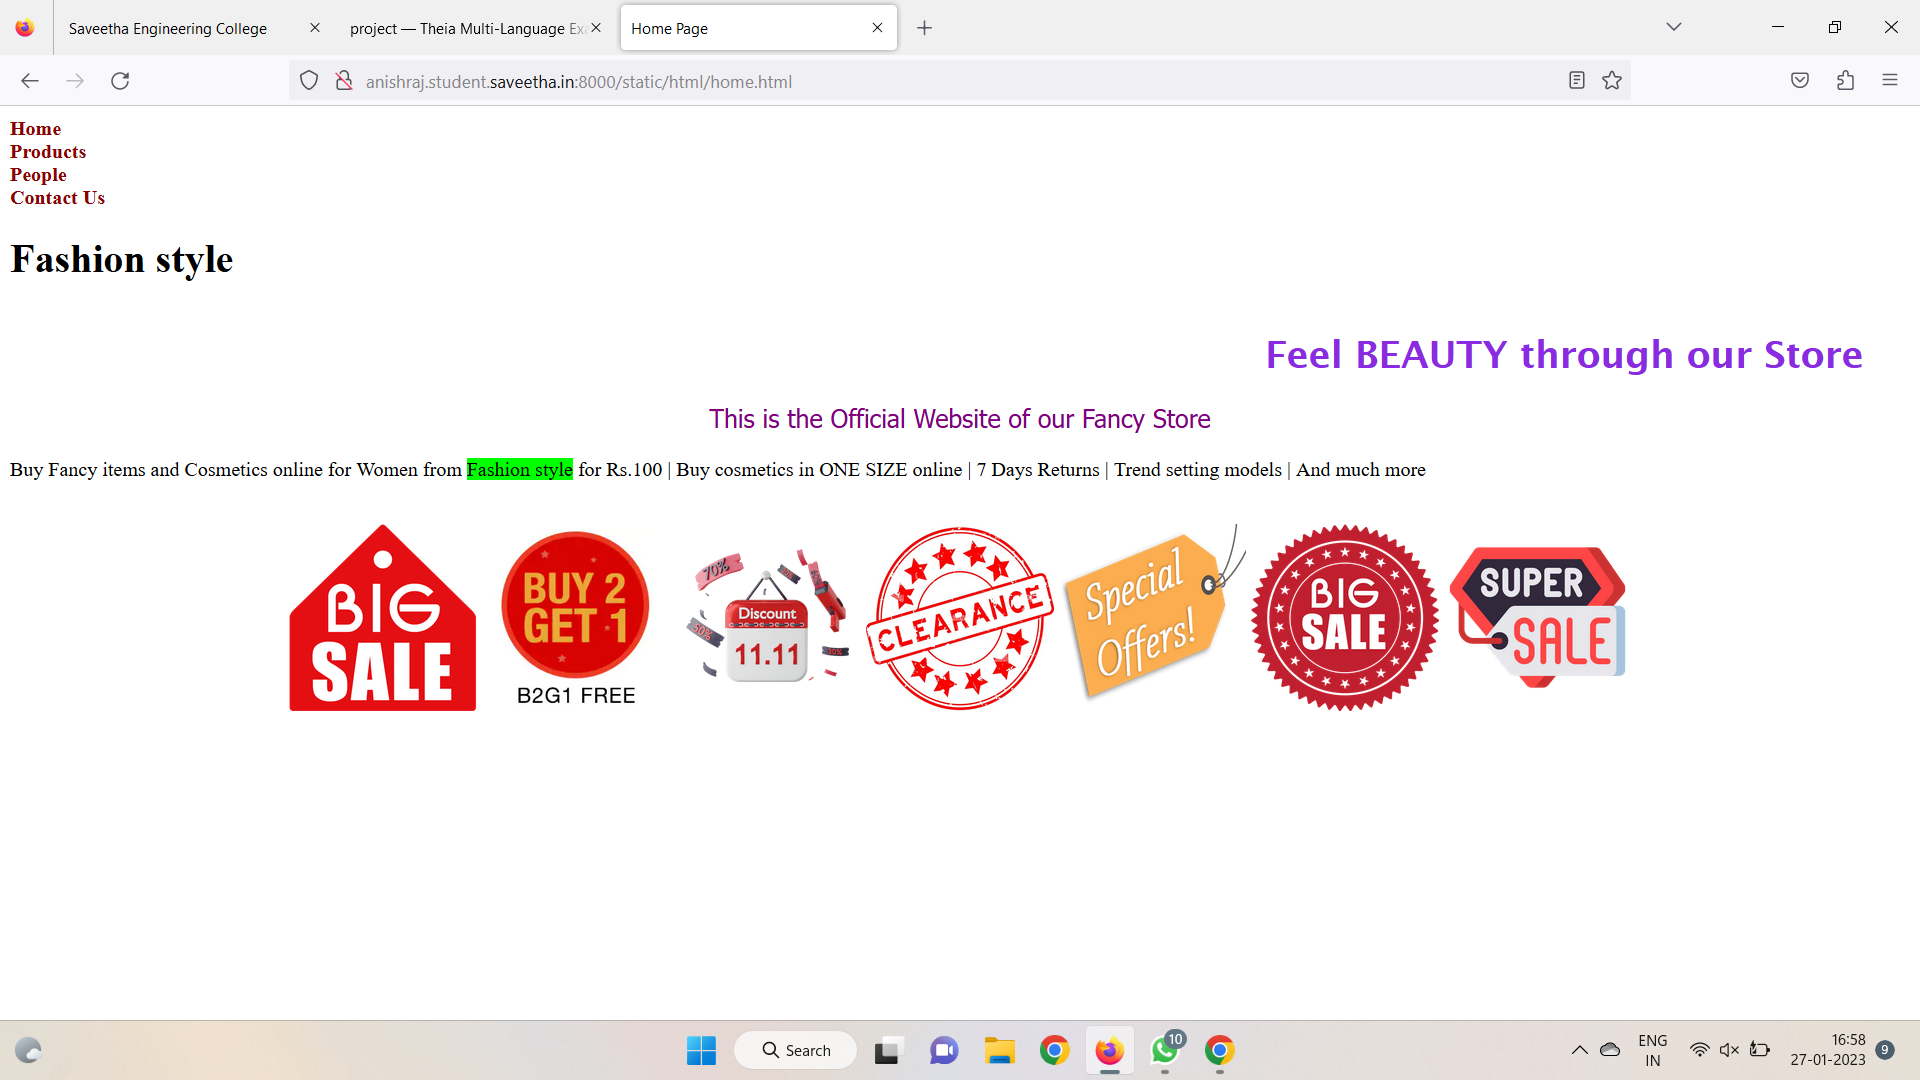 Saveetha Engineering College
project — Theia Multi-Language Exa
Home Page
anishraj.student.saveetha.in:8000/static/html/home.html
Home
Products
People
Contact Us
Fashion style
Feel BEAUTY through our Store
This is the Official Website of our Fancy Store
Buy Fancy items and Cosmetics online for Women from Fashion style for Rs.100 | Buy cosmetics in ONE SIZE online | 7 Days Returns | Trend setting models | And much more
BIG
SALE
BUY 2
GET 1
B2G1 FREE
70%
50%
Discount
11.11
CLEARANCE
Special
Offers!
BIG
SALE
SUPER
SALE
Search
10
ENG
IN
16:58
27-01-2023
9